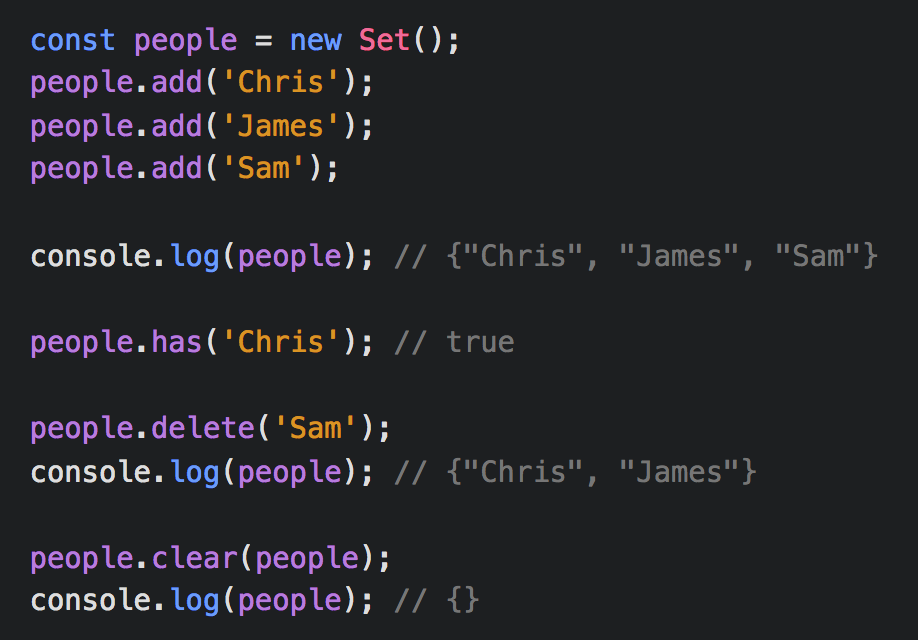 const people = new Set();
people.add('Chris');
people.add('James');
people.add('Sam');
console.log(people); // {"Chris", "James", "Sam"}
people.has('Chris'); // true
people.delete('Sam');
console.log(people); // {"Chris", "James"}
people.clear(people);
console.log(people); // {}